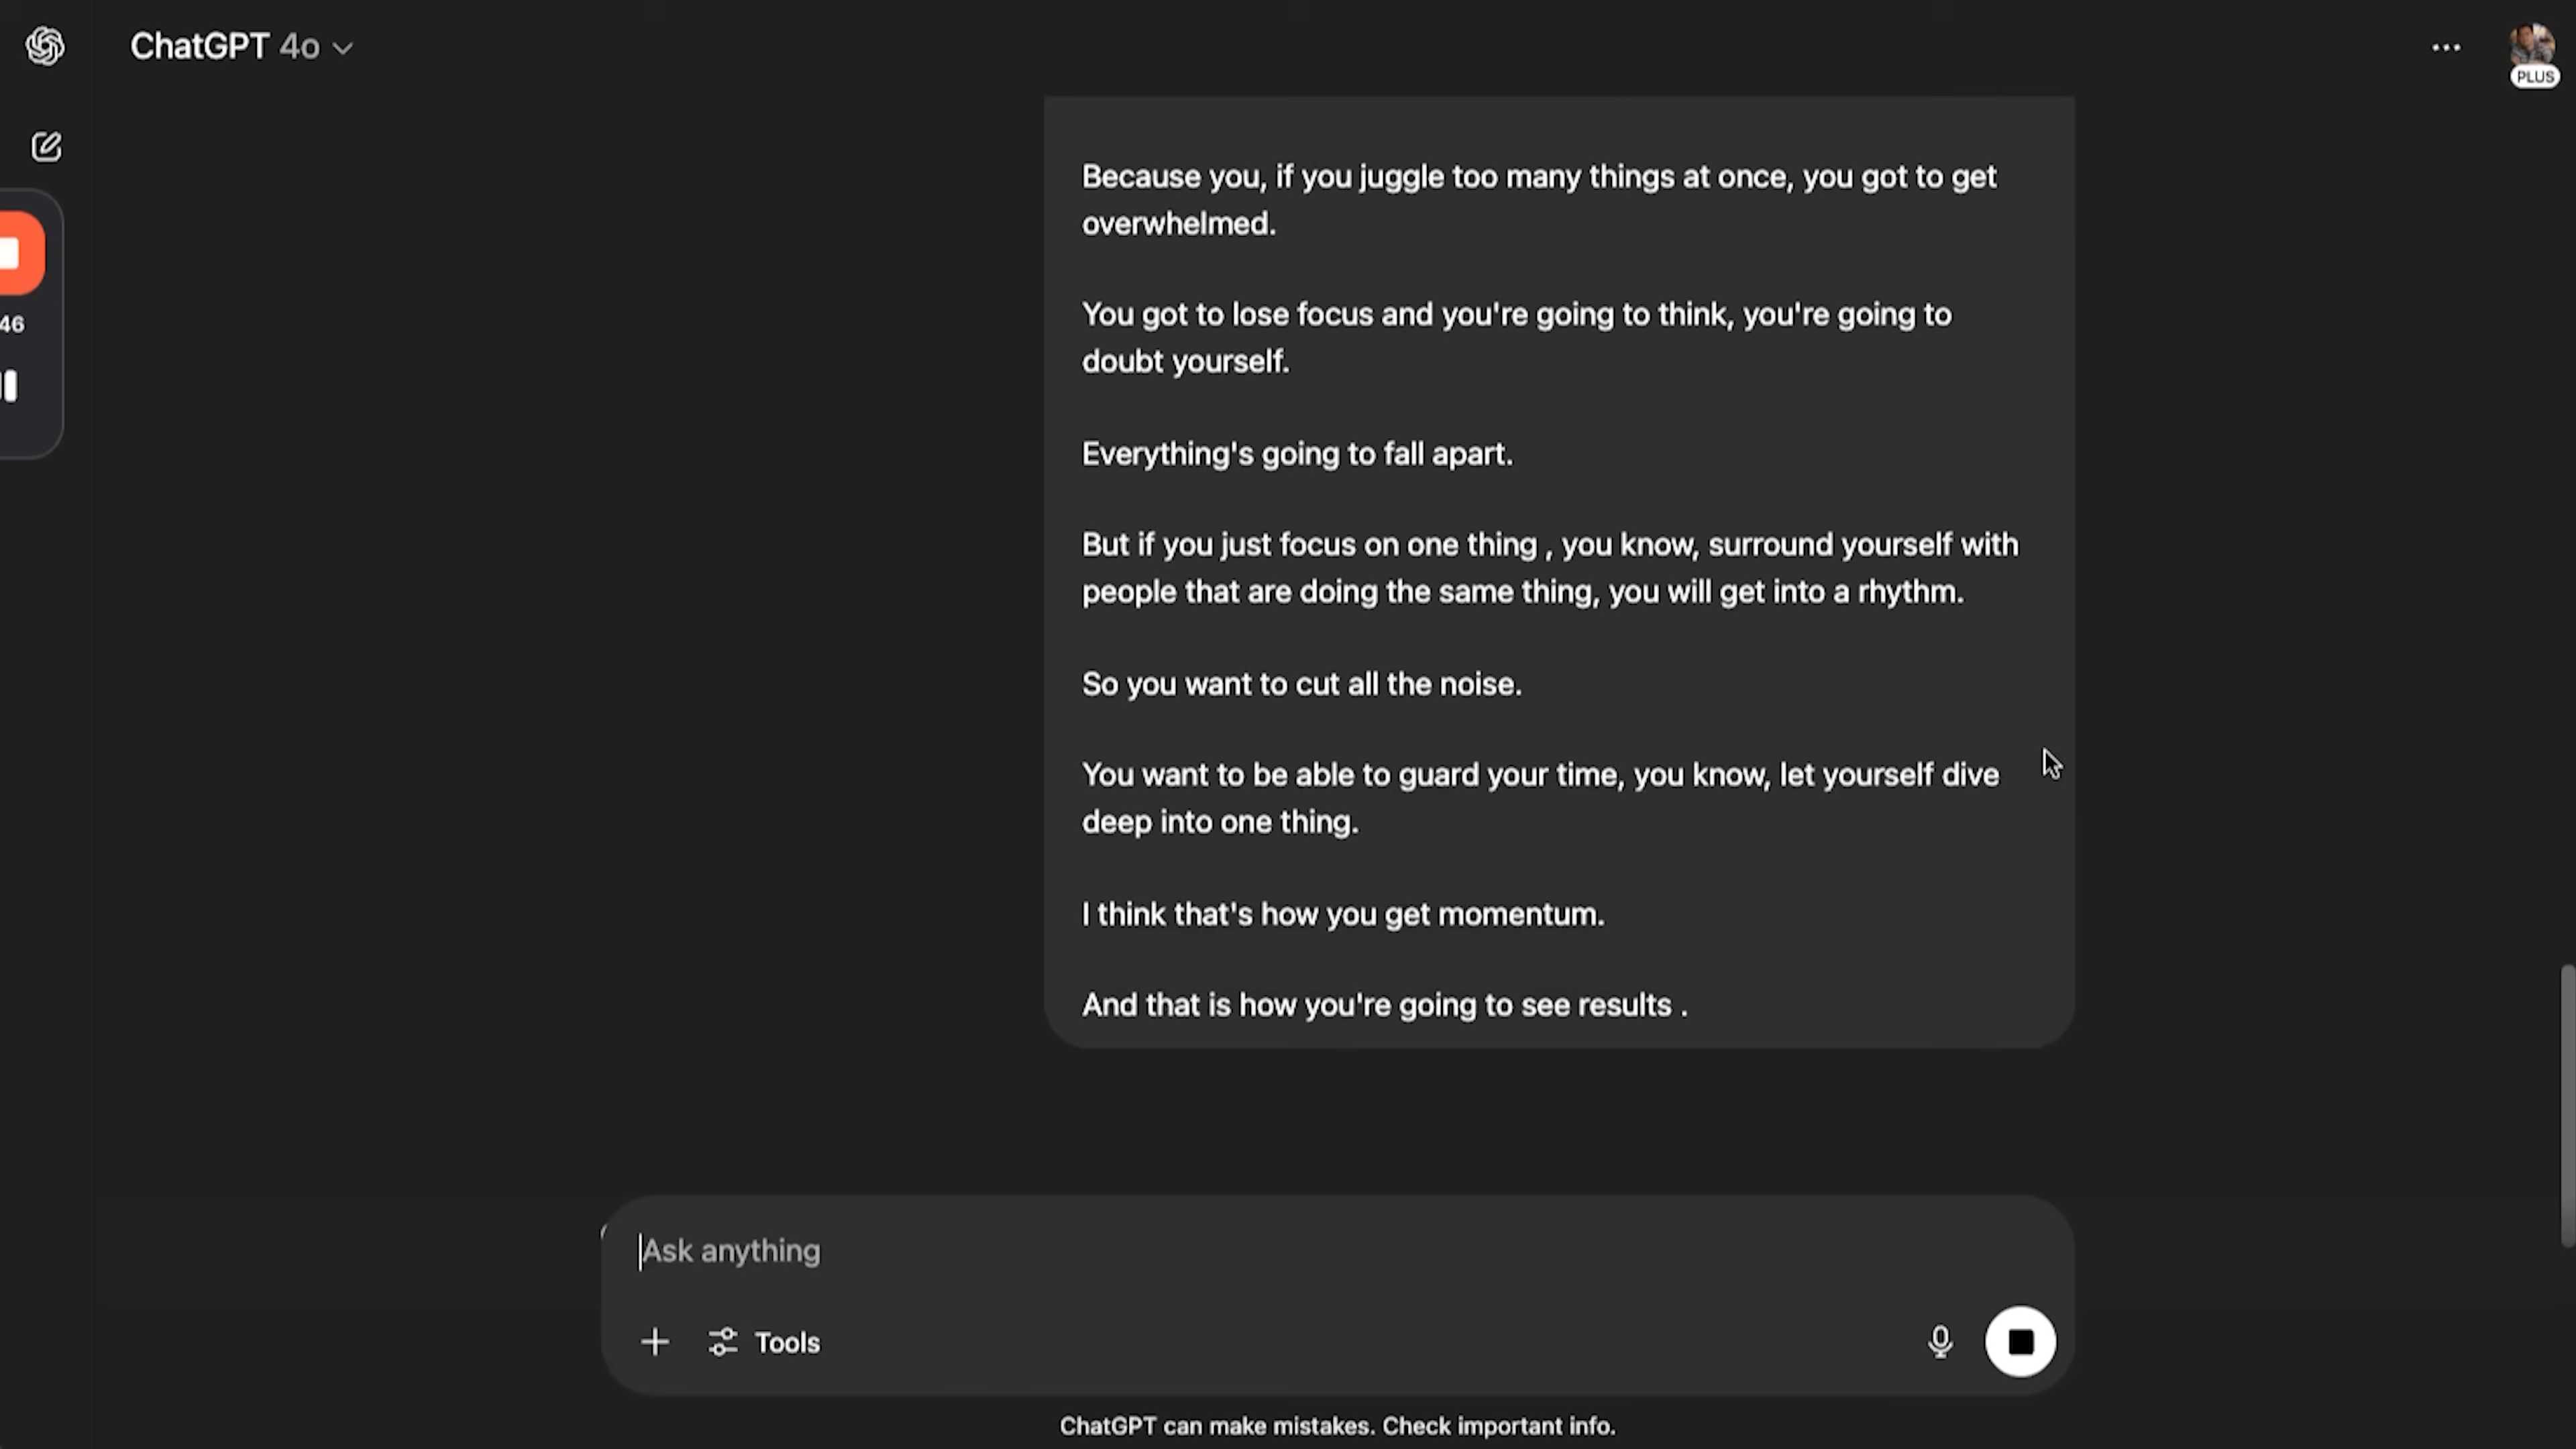 ChatGPT 4o
PLUS
46
Because you, if you juggle too many things at once, you got to get
overwhelmed.
You got to lose focus and you're going to think, you're going to
doubt yourself.
Everything's going to fall apart.
But if you just focus on one thing , you know, surround yourself with
people that are doing the same thing, you will get into a rhythm.
So you want to cut all the noise.
You want to be able to guard your time, you know, let yourself dive
deep into one thing.
I think that's how you get momentum.
And that is how you're going to see results .
Ask anything
Tools
ChatGPT can make mistakes. Check important info.